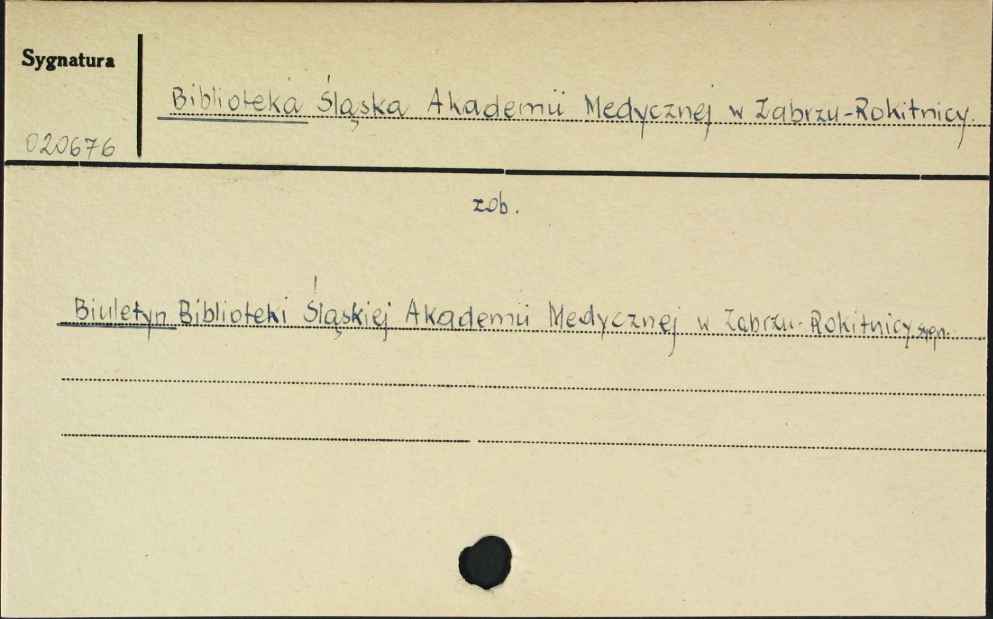 Sygnatura
Biblioteka Śląska Akademii Medycznej w Zabrzu-Rokitnicy.
020676
zob.
Biuletyn Biblioteki Śląskiej Akademii Medycznej w Zabrzu-Rokitnicy.